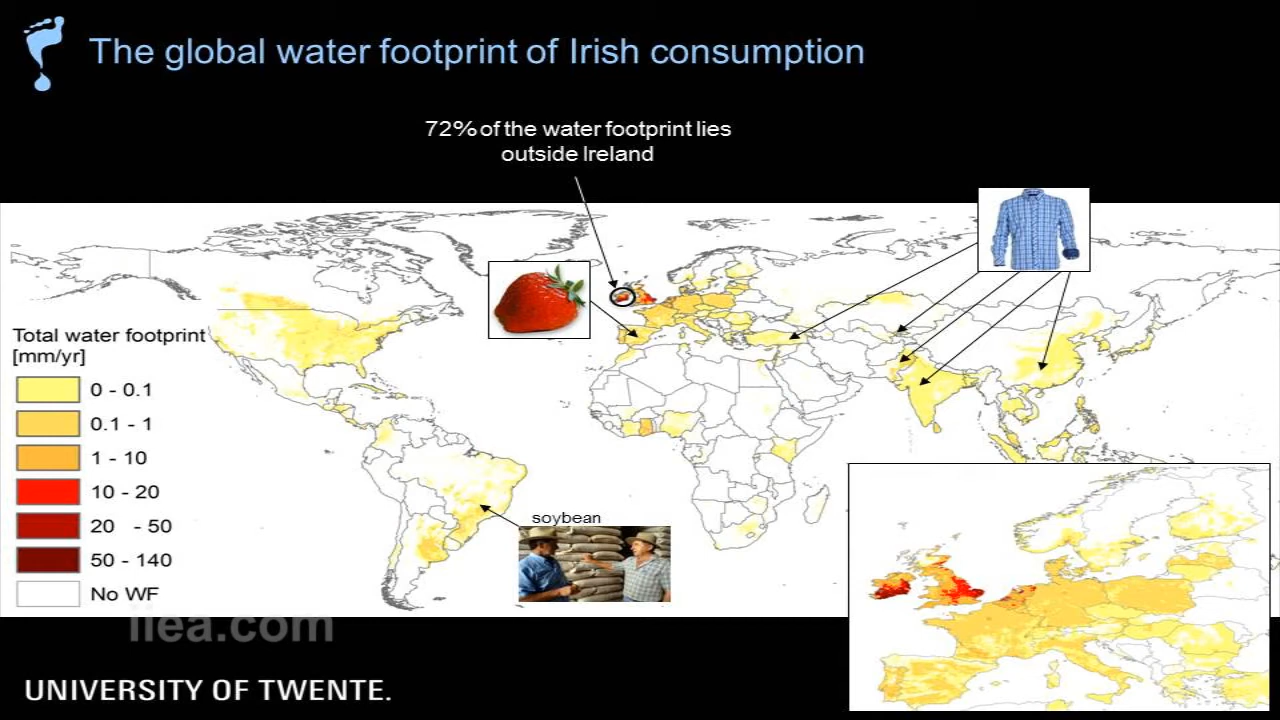 The global water footprint of Irish consumption
72% of the water footprint lies
outside Ireland
Total water footprint
[mm/yr]
0 - 0.1
0.1 - 1
1 - 10
10 - 20
20 - 50
50 - 140
No WF
soybean
iiea.com
UNIVERSITY OF TWENTE.